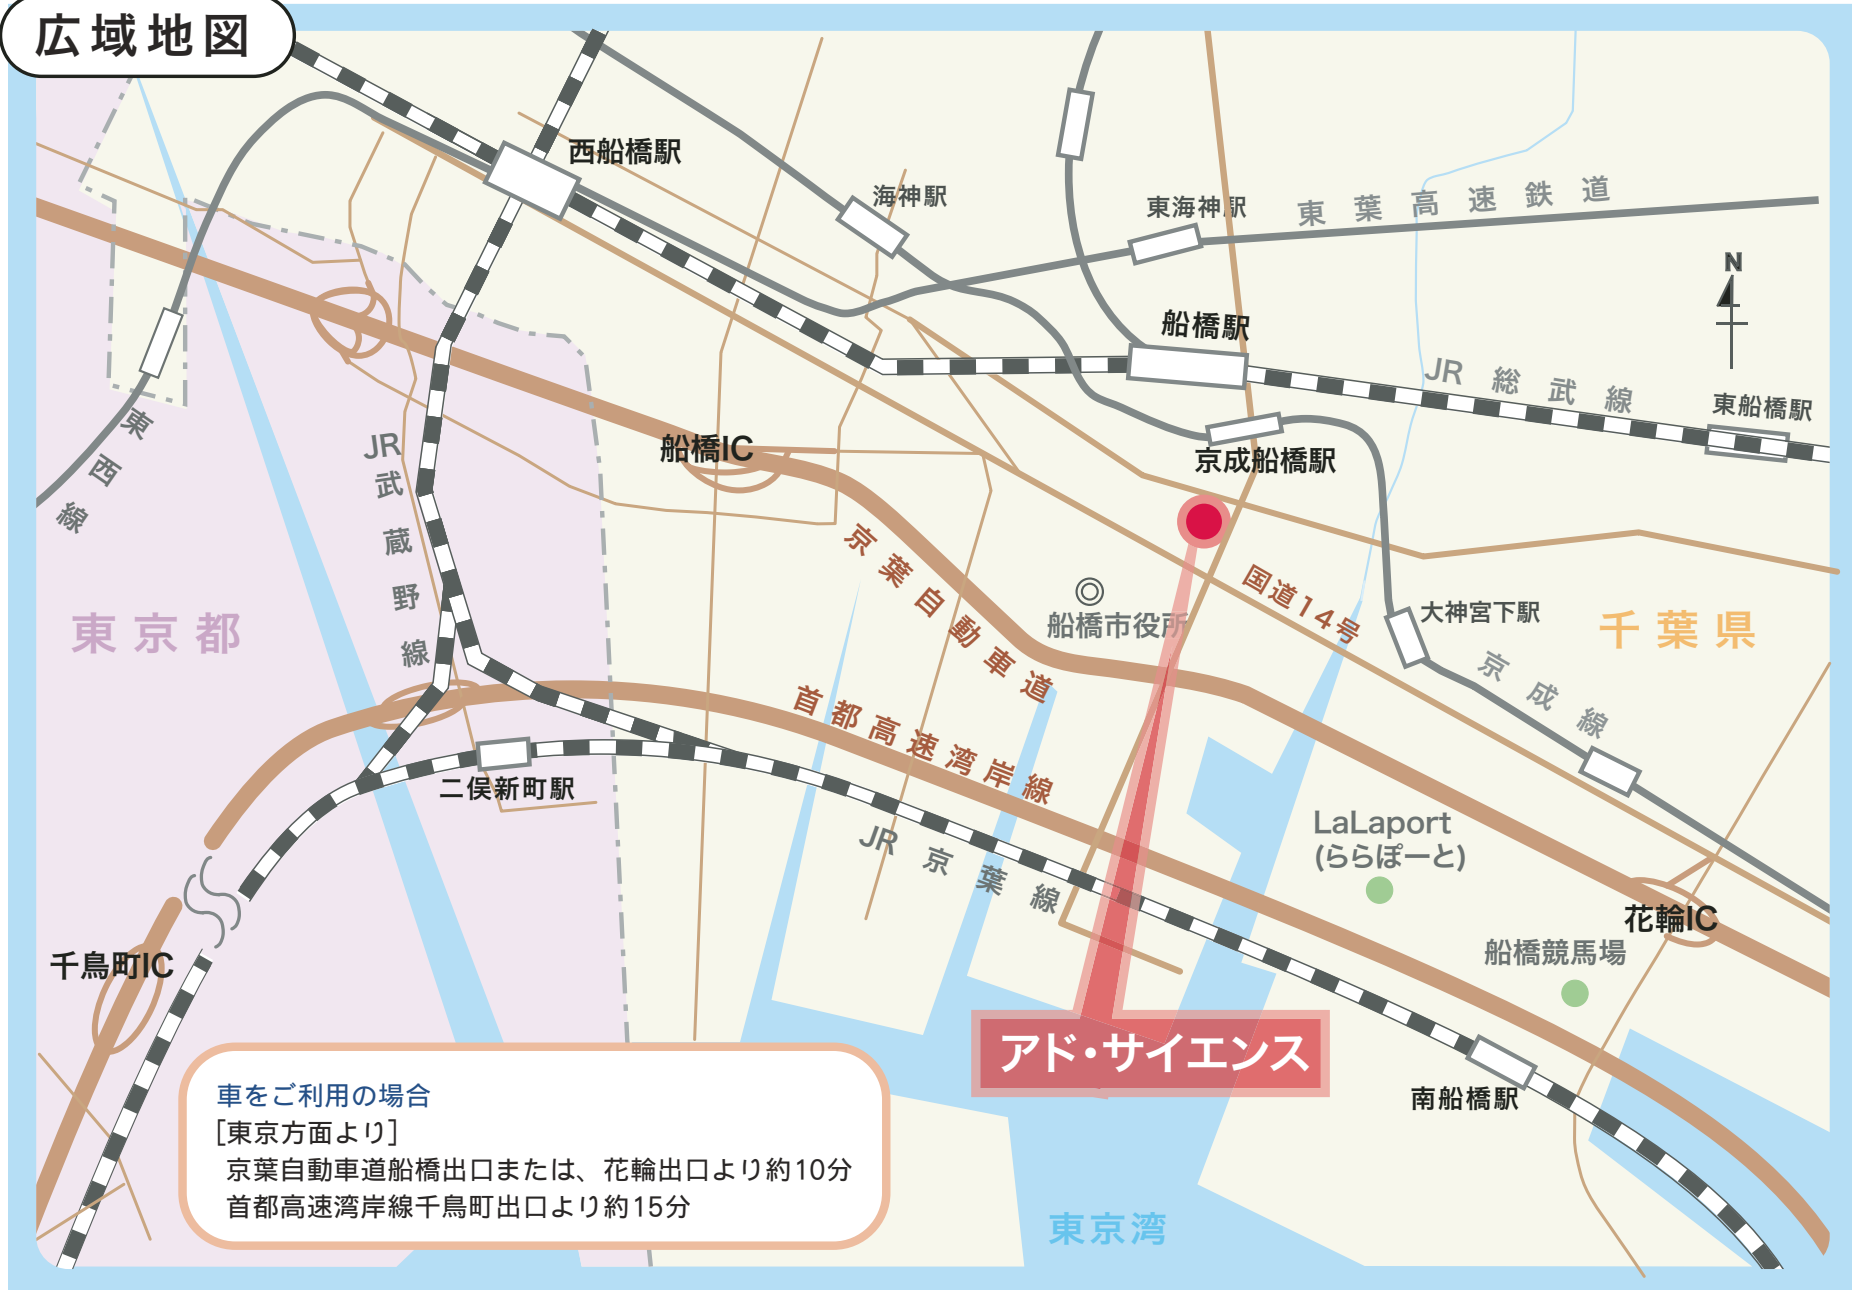 広域地図
西船橋駅
海神駅
東海神駅
東葉高速鉄道
N
船橋駅
JR総武線
東船橋駅
東西線
JR武蔵野線
船橋IC
京成船橋駅
京葉自動車道
国道14号
船橋市役所
大神宮下駅
千葉県
東京都
京成線
首都高速湾岸線
二俣新町駅
JR京葉線
LaLaport
(ららぽーと)
花輪IC
船橋競馬場
千鳥町IC
アド・サイエンス
南船橋駅
車をご利用の場合
[東京方面より]
京葉自動車道船橋出口または、花輪出口より約10分
首都高速湾岸線千鳥町出口より約15分
東京湾